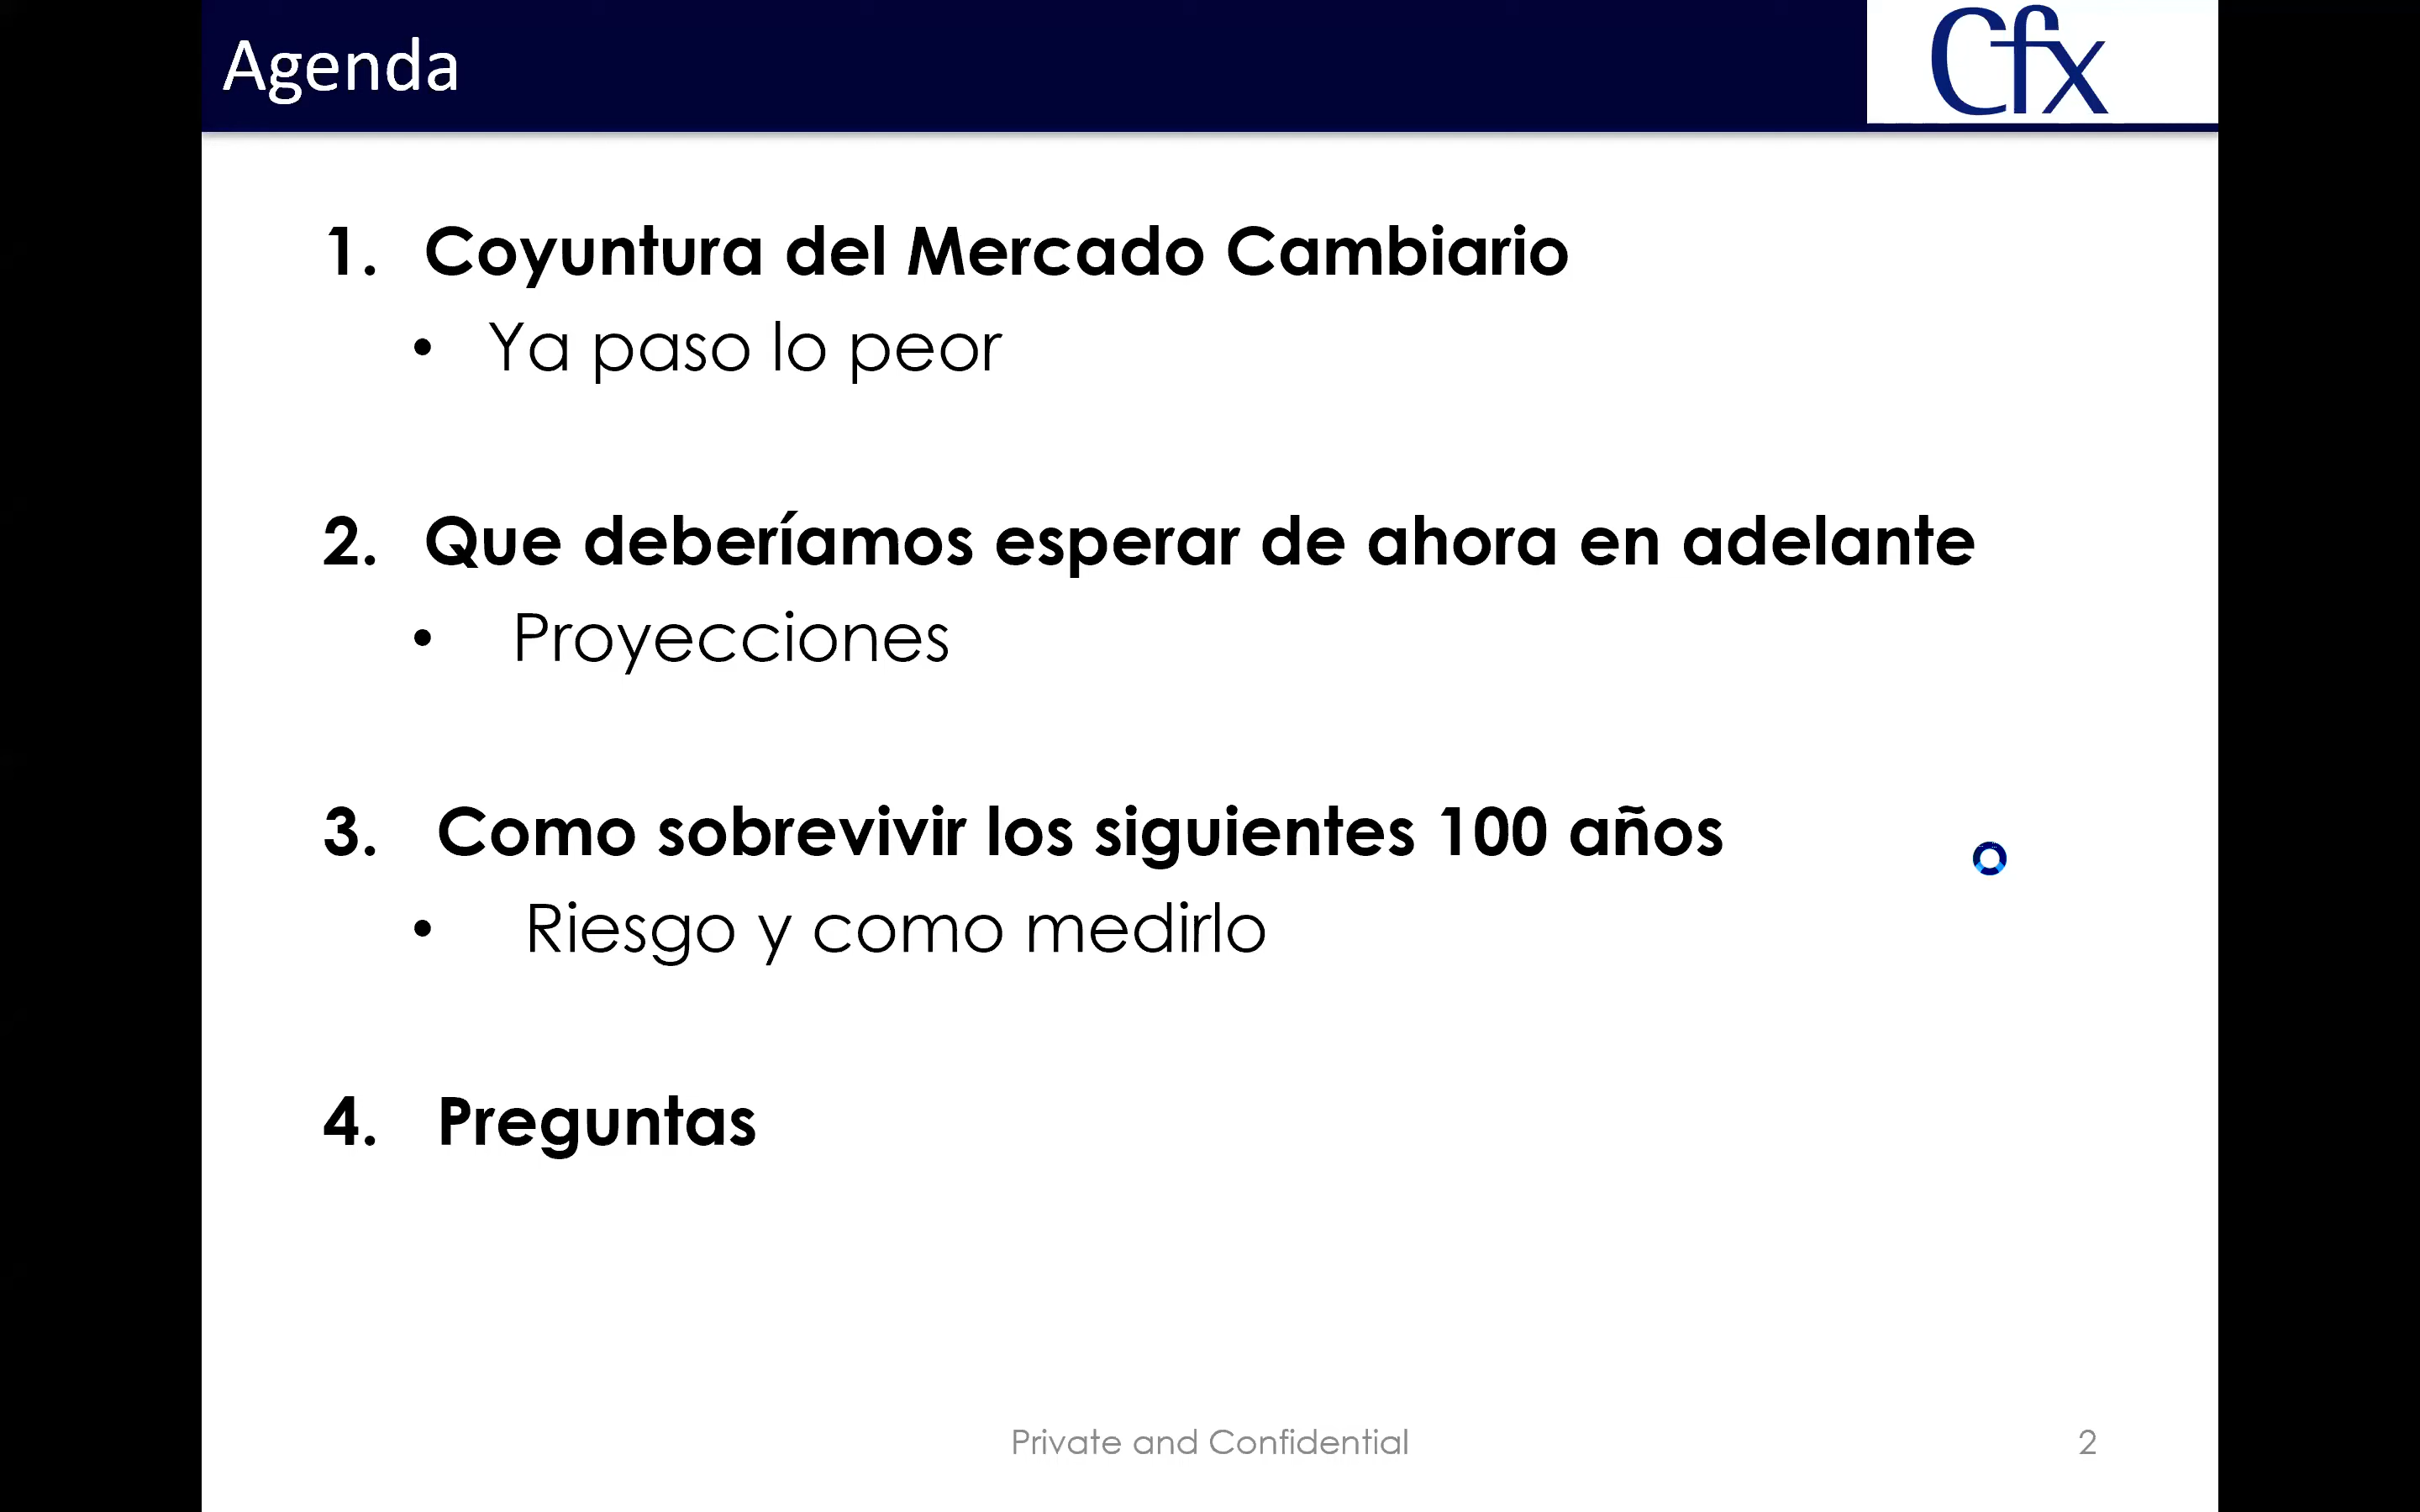 Agenda
Cfx
1. Coyuntura del Mercado Cambiario
• Ya paso lo peor
2. Que deberíamos esperar de ahora en adelante
• Proyecciones
3. Como sobrevivir los siguientes 100 años
• Riesgo y como medirlo
4. Preguntas
Private and Confidential
2